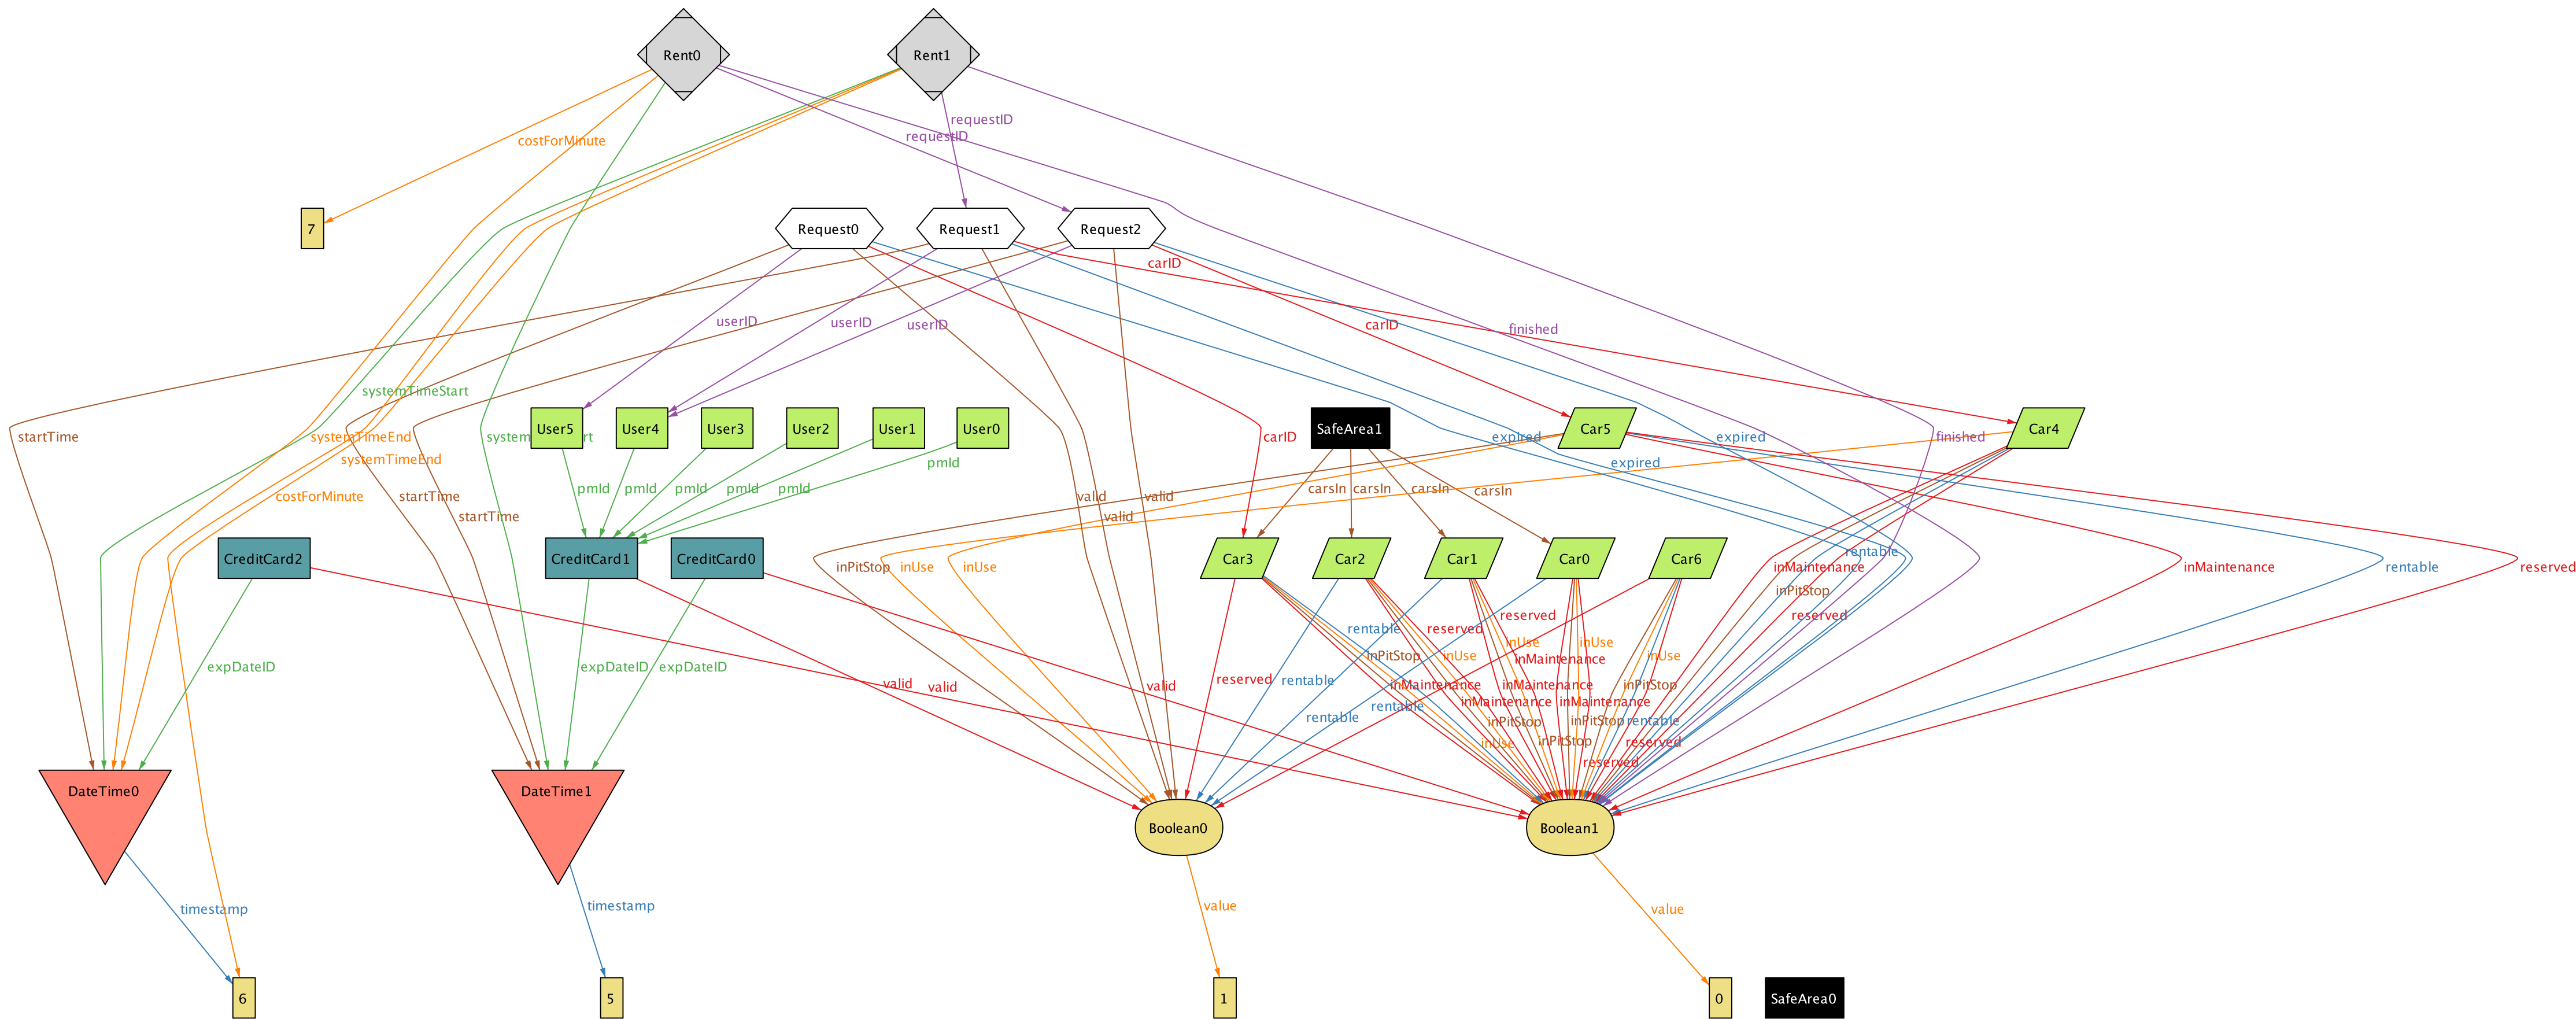 Rent0
Rent1
requestID
requestID
costForMinute
7
Request0
Request1
Request2
carID
userID
userID
userID
carID
finished
systemTimeStart
startTime
systemTimeEnd
User5
User4
User3
User2
User1
User0
SafeArea1
carID
expired
Car5
expired
finished
Car4
systemTimeEnd
pmId
expired
pmId
pmId
pmId
pmId
pmId
carsIn
carsIn
carsIn
carsIn
costForMinute
startTime
valid
valid
startTime
valid
rentable
CreditCard2
CreditCard1
CreditCard0
inPitStop
inUse
inUse
Car3
Car2
Car1
Car0
Car6
inMaintenance
inMaintenance
rentable
reserved
inPitStop
reserved
reserved
rentable
reserved
inUse
inUse
inPitStop
inUse
inUse
inMaintenance
expDateID
expDateID
expDateID
valid
valid
valid
reserved
rentable
inMaintenance
inMaintenance
inPitStop
inMaintenance
inMaintenance
rentable
rentable
inPitStop
inPitStop
rentable
inUse
inPitStop
reserved
reserved
DateTime0
DateTime1
Boolean0
Boolean1
timestamp
timestamp
value
value
6
5
1
0
SafeArea0